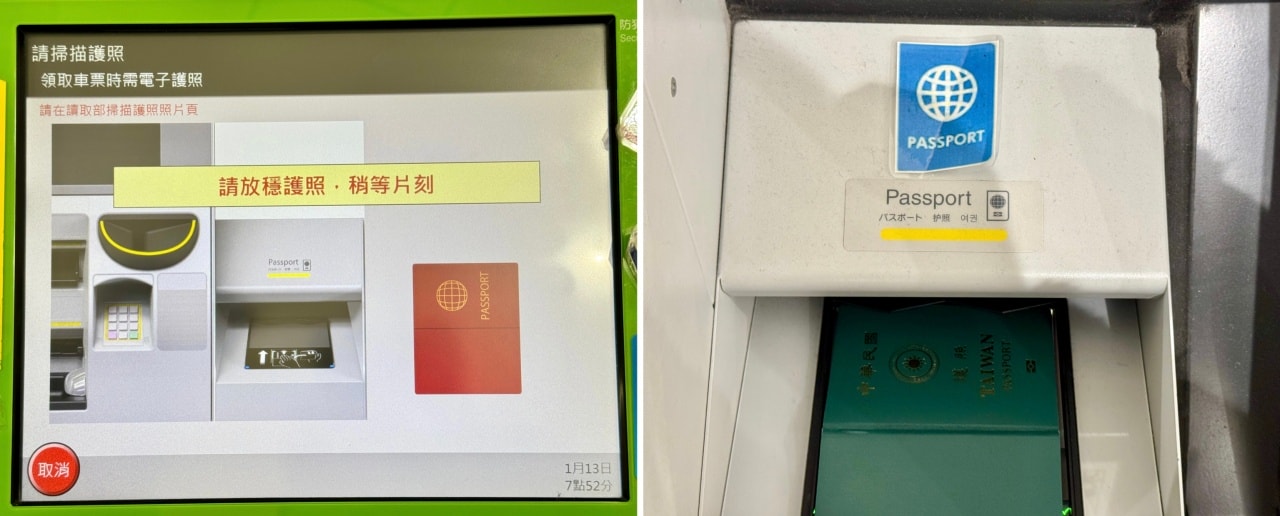 請掃描護照
領取車票時需電子護照
請在讀取部掃描護照照片頁
請放穩護照，稍等片刻
Passport
PASSPORT
取消
1月13日
7點52分
PASSPORT
Passport
パスポート 护照 여권
中華民國
護照
TAIWAN
PASSPORT